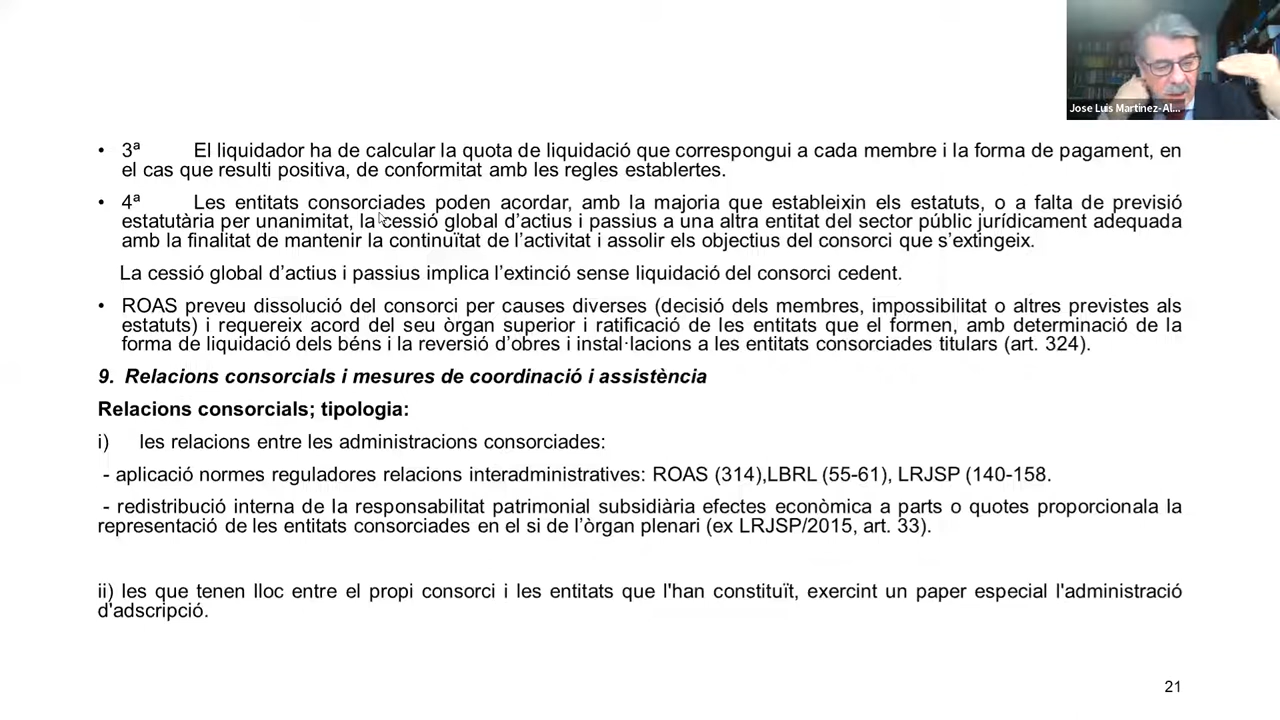 Jose Luis Martinez-Al...
• 3ª El liquidador ha de calcular la quota de liquidació que correspongui a cada membre i la forma de pagament, en
el cas que resulti positiva, de conformitat amb les regles establertes.
• 4ª Les entitats consorciades poden acordar, amb la majoria que estableixin els estatuts, o a falta de previsió
estatutària per unanimitat, la cessió global d’actius i passius a una altra entitat del sector públic jurídicament adequada
amb la finalitat de mantenir la continuïtat de l’activitat i assolir els objectius del consorci que s’extingeix.
La cessió global d’actius i passius implica l’extinció sense liquidació del consorci cedent.
• ROAS preveu dissolució del consorci per causes diverses (decisió dels membres, impossibilitat o altres previstes als
estatuts) i requereix acord del seu òrgan superior i ratificació de les entitats que el formen, amb determinació de la
forma de liquidació dels béns i la reversió d’obres i instal·lacions a les entitats consorciades titulars (art. 324).
9. Relacions consorcials i mesures de coordinació i assistència
Relacions consorcials; tipologia:
i) les relacions entre les administracions consorciades:
- aplicació normes reguladores relacions interadministratives: ROAS (314),LBRL (55-61), LRJSP (140-158.
- redistribució interna de la responsabilitat patrimonial subsidiària efectes econòmica a parts o quotes proporcionala la
representació de les entitats consorciades en el si de l’òrgan plenari (ex LRJSP/2015, art. 33).
ii) les que tenen lloc entre el propi consorci i les entitats que l'han constituït, exercint un paper especial l'administració
d'adscripció.
21